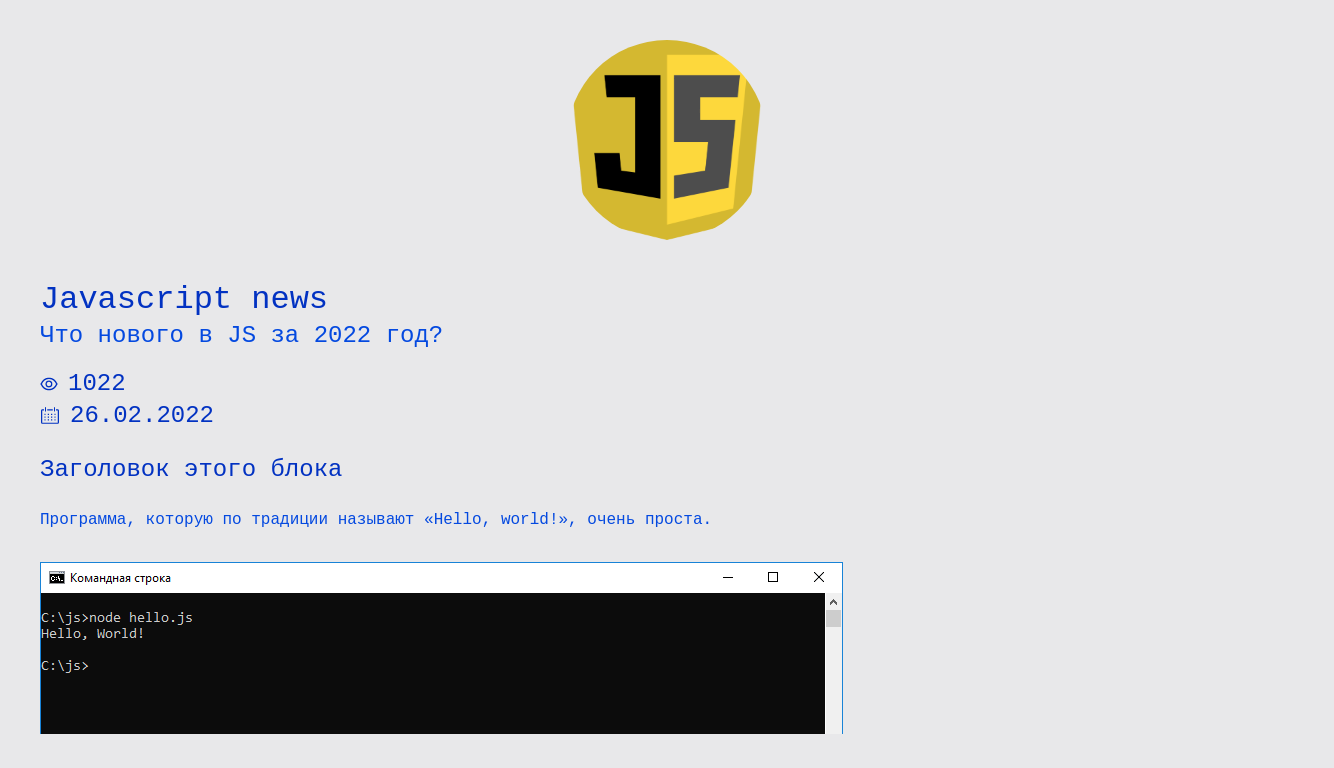 JS
Javascript news
Что нового в JS за 2022 год?
1022
26.02.2022
Заголовок этого блока
Программа, которую по традиции называют «Hello, world!», очень проста.
C:\. Командная строка
C:\js>node hello.js
Hello, World!
C:\js>